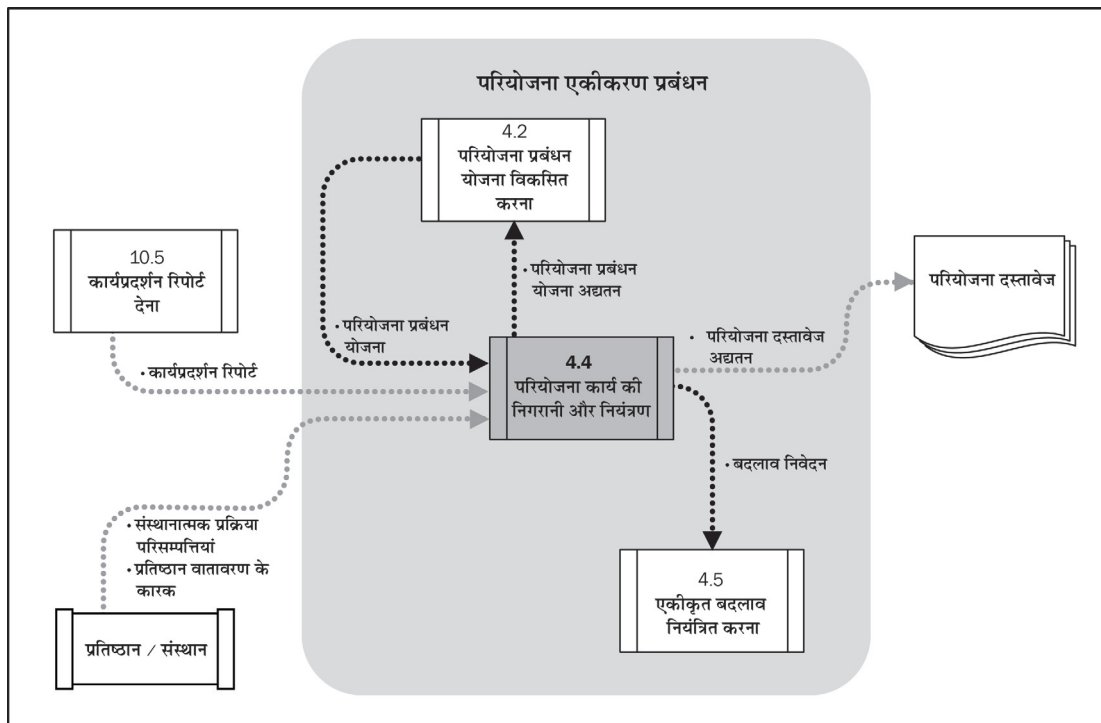 परियोजना एकीकरण प्रबंधन
4.2
परियोजना प्रबंधन
योजना विकसित
करना
10.5
कार्यप्रदर्शन रिपोर्ट
देना
• परियोजना प्रबंधन
योजना अद्यतन
परियोजना दस्तावेज
• परियोजना प्रबंधन
योजना
• परियोजना दस्तावेज
अद्यतन
• कार्यप्रदर्शन रिपोर्ट
4.4
परियोजना कार्य की
निगरानी और नियंत्रण
• बदलाव निवेदन
• संस्थानात्मक प्रक्रिया
परिसम्पत्तियां
• प्रतिष्ठान वातावरण के
कारक
4.5
एकीकृत बदलाव
नियंत्रित करना
प्रतिष्ठान / संस्थान